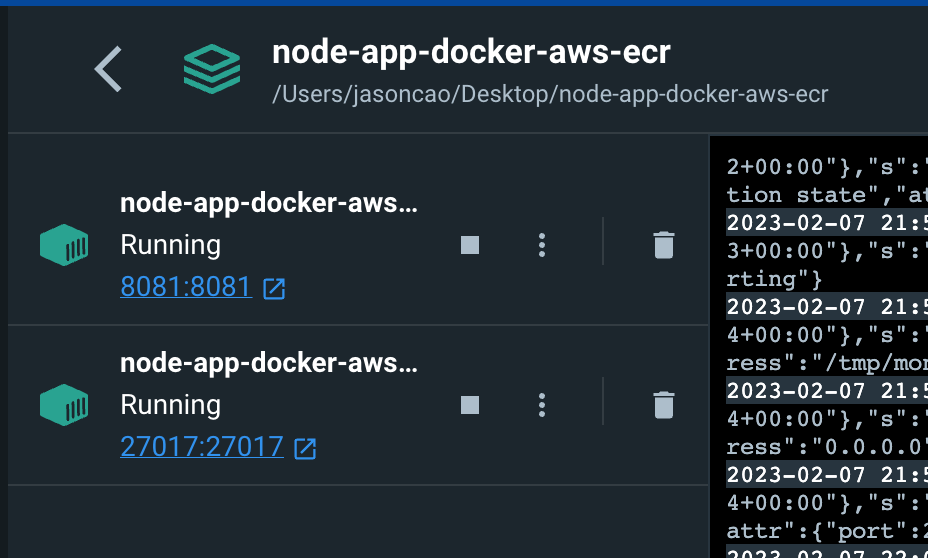 node-app-docker-aws-ecr
/Users/jasoncao/Desktop/node-app-docker-aws-ecr
node-app-docker-aws...
Running
8081:8081
node-app-docker-aws...
Running
27017:27017
2+00:00"},"s":"
tion state","at
2023-02-07 21:5
3+00:00"},"s":"
rting"}
2023-02-07 21:5
4+00:00"},"s":"
ress":"/tmp/mon
2023-02-07 21:5
4+00:00"},"s":"
ress":"0.0.0.0"
2023-02-07 21:5
4+00:00"},"s":"
attr":{"port":2